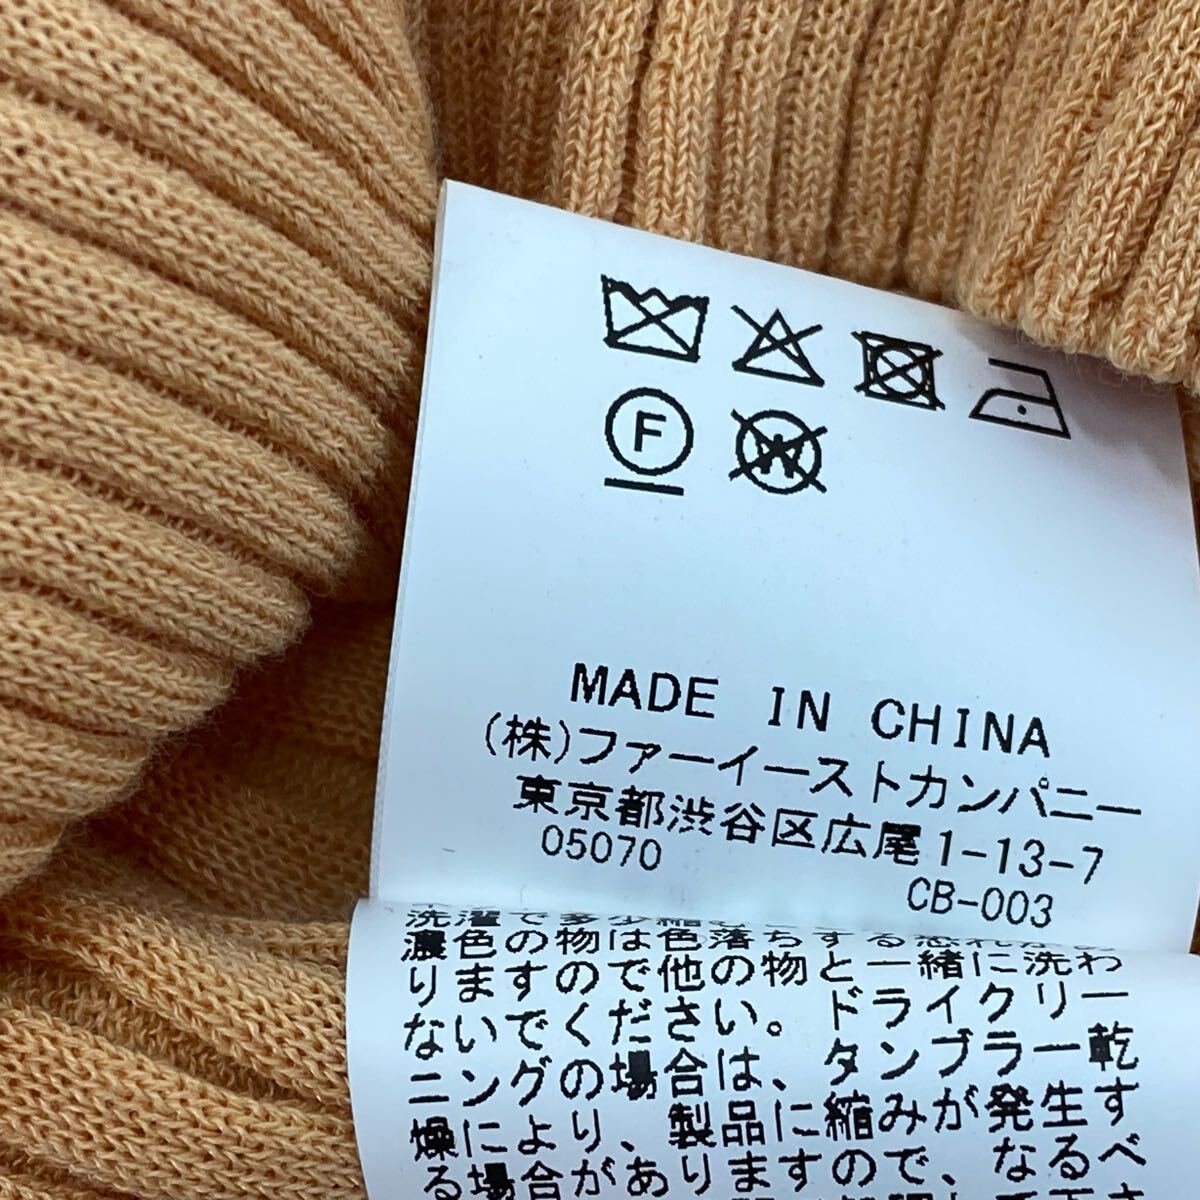 F
W
MADE IN CHINA
(株)ファーイーストカンパニー
東京都渋谷区広尾1-13-7
05070
CB-003
洗濯で多少縮む
濃色の物は色落ちする恐れがあ
りますので他の物と一緒に洗わ
ないでください。ドライクリー
ニングの場合は、タンブラー乾
燥により、製品に縮みが発生す
る場合がありますので、なるべ